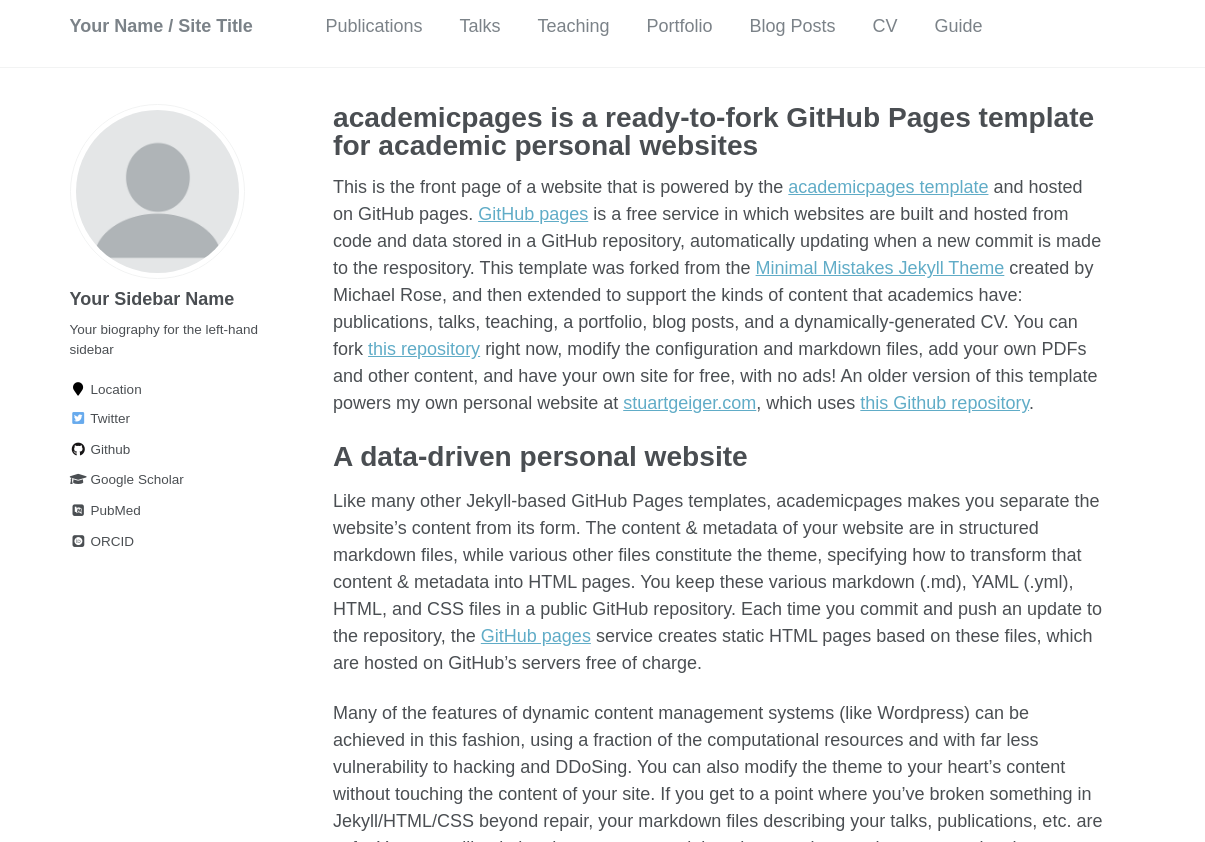 Your Name / Site Title
Publications
Talks
Teaching
Portfolio
Blog Posts
CV
Guide
Your Sidebar Name
Your biography for the left-hand
sidebar
Location
Twitter
Github
Google Scholar
PubMed
ORCID
academicpages is a ready-to-fork GitHub Pages template
for academic personal websites
This is the front page of a website that is powered by the academicpages template and hosted
on GitHub pages. GitHub pages is a free service in which websites are built and hosted from
code and data stored in a GitHub repository, automatically updating when a new commit is made
to the respository. This template was forked from the Minimal Mistakes Jekyll Theme created by
Michael Rose, and then extended to support the kinds of content that academics have:
publications, talks, teaching, a portfolio, blog posts, and a dynamically-generated CV. You can
fork this repository right now, modify the configuration and markdown files, add your own PDFs
and other content, and have your own site for free, with no ads! An older version of this template
powers my own personal website at stuartgeiger.com, which uses this Github repository.
A data-driven personal website
Like many other Jekyll-based GitHub Pages templates, academicpages makes you separate the
website’s content from its form. The content & metadata of your website are in structured
markdown files, while various other files constitute the theme, specifying how to transform that
content & metadata into HTML pages. You keep these various markdown (.md), YAML (.yml),
HTML, and CSS files in a public GitHub repository. Each time you commit and push an update to
the repository, the GitHub pages service creates static HTML pages based on these files, which
are hosted on GitHub’s servers free of charge.
Many of the features of dynamic content management systems (like Wordpress) can be
achieved in this fashion, using a fraction of the computational resources and with far less
vulnerability to hacking and DDoSing. You can also modify the theme to your heart’s content
without touching the content of your site. If you get to a point where you’ve broken something in
Jekyll/HTML/CSS beyond repair, your markdown files describing your talks, publications, etc. are